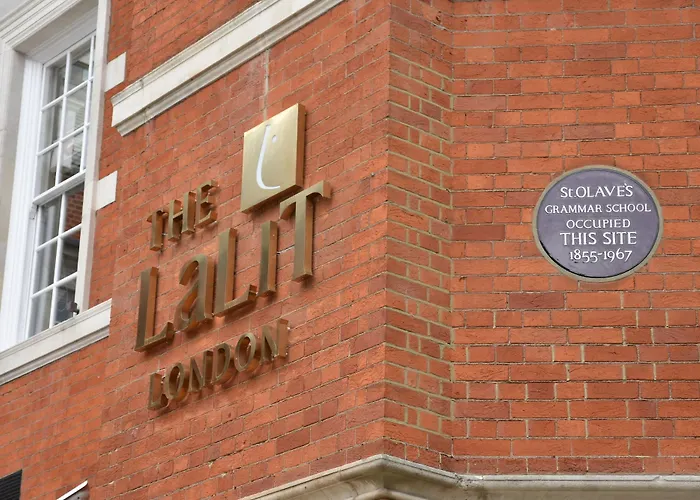 THE
LaLIT
LONDON
St OLAVE'S
GRAMMAR SCHOOL
OCCUPIED
THIS SITE
1855-1967